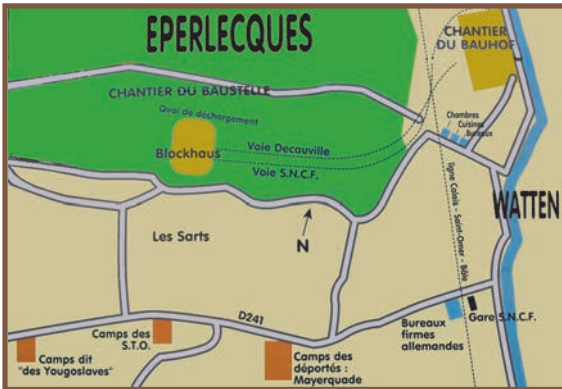 EPERLECQUES
CHANTIER
DU BAUHOF
CHANTIER DU BAUSTELLE
Quai de déchargement
Blockhaus
Voie Decauville
Voie S.N.C.F.
Chambres
Cuisines
Bureaux
WATTEN
ligne Calais - Saint-Omer - Bâle
Les Sarts
N
D241
Camps des
S.T.O.
Camps dit
"des Yougoslaves"
Camps des
déportés :
Mayerquade
Bureaux
firmes
allemandes
Gare S.N.C.F.